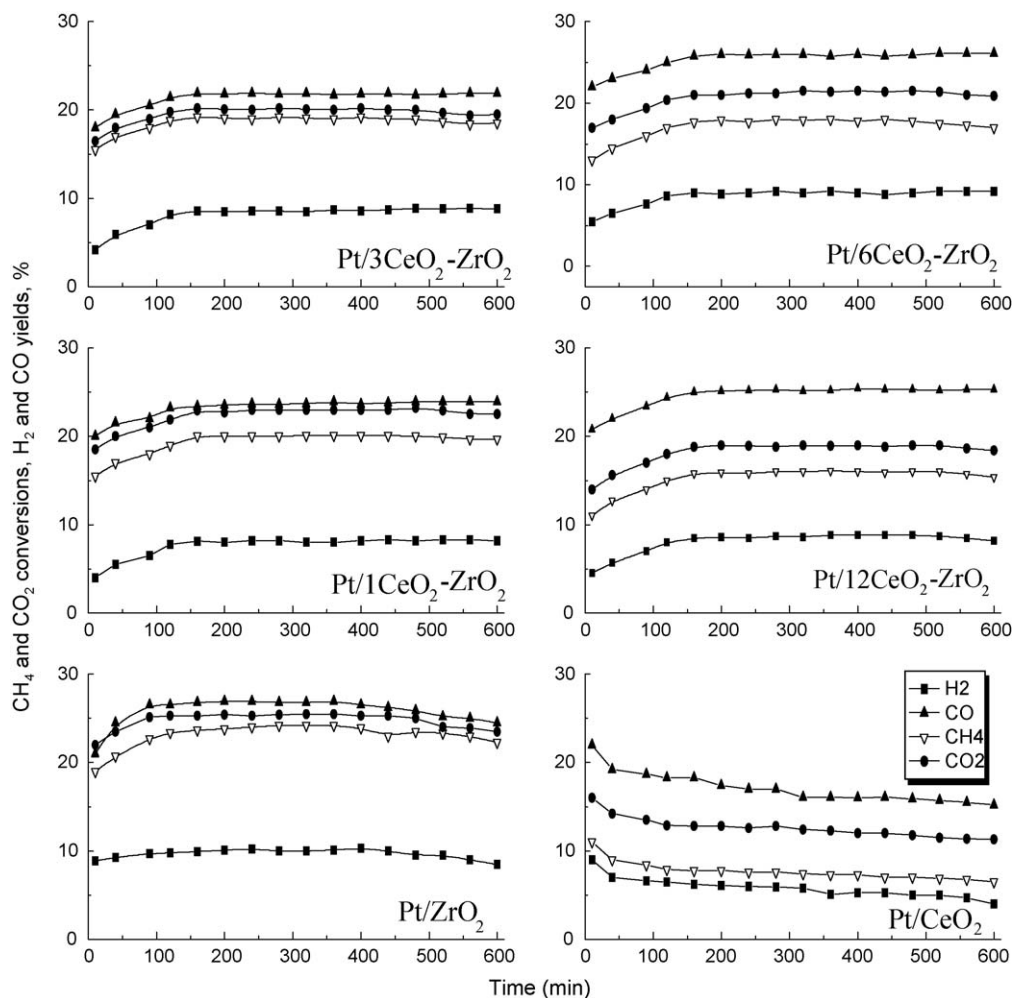 CH₄ and CO₂ conversions, H₂ and CO yields, %
30
20
10
0
0 100 200 300 400 500 600
Pt/3CeO₂-ZrO₂
30
20
10
0
0 100 200 300 400 500 600
Pt/6CeO₂-ZrO₂
30
20
10
0
0 100 200 300 400 500 600
Pt/1CeO₂-ZrO₂
30
20
10
0
0 100 200 300 400 500 600
Pt/12CeO₂-ZrO₂
30
20
10
0
0 100 200 300 400 500 600
Pt/ZrO₂
30
20
10
0
0 100 200 300 400 500 600
Pt/CeO₂
H2
CO
CH4
CO2
Time (min)